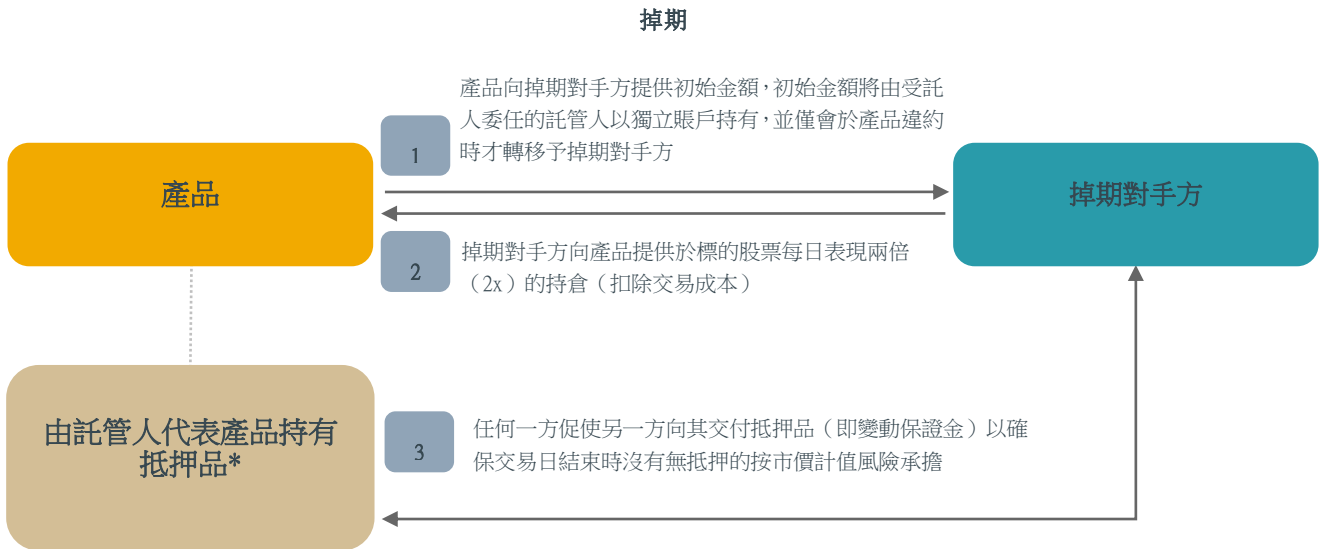 掉期
產品向掉期對手方提供初始金額，初始金額將由受託
人委任的託管人以獨立賬戶持有，並僅會於產品違約
時才轉移予掉期對手方
1
產品
掉期對手方
2
掉期對手方向產品提供於標的股票每日表現兩倍
（2x）的持倉（扣除交易成本）
由託管人代表產品持有
抵押品*
3
任何一方促使另一方向其交付抵押品（即變動保證金）以確
保交易日結束時沒有無抵押的按市價計值風險承擔